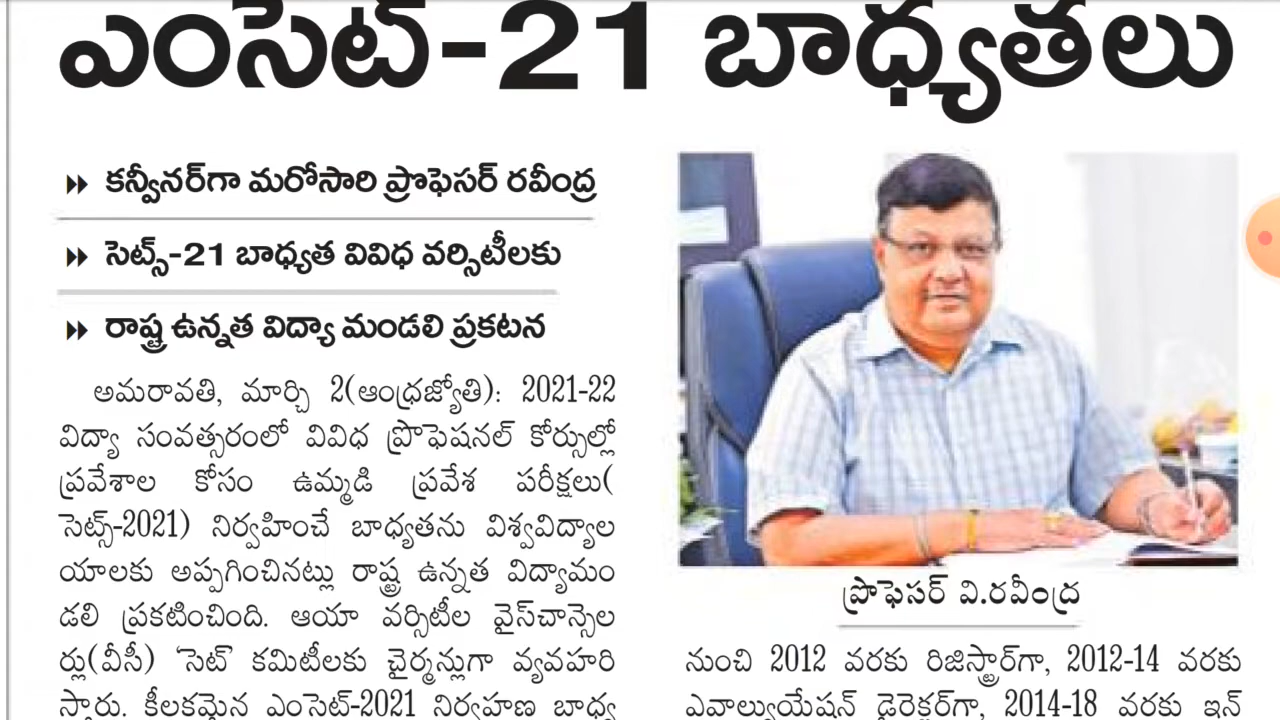 ఎంసెట్-21 బాధ్యతలు
కన్వీనర్‌గా మరోసారి ప్రొఫెసర్ రవీంద్ర
సెట్స్-21 బాధ్యత వివిధ వర్సిటీలకు
రాష్ట్ర ఉన్నత విద్యా మండలి ప్రకటన
అమరావతి, మార్చి 2(ఆంధ్రజ్యోతి): 2021-22
విద్యా సంవత్సరంలో వివిధ ప్రొఫెషనల్ కోర్సుల్లో
ప్రవేశాల కోసం ఉమ్మడి ప్రవేశ పరీక్షలు(
సెట్స్-2021) నిర్వహించే బాధ్యతను విశ్వవిద్యాల
యాలకు అప్పగించినట్లు రాష్ట్ర ఉన్నత విద్యామం
డలి ప్రకటించింది. ఆయా వర్సిటీల వైస్‌చాన్సెల
ర్లు(వీసీ) ‘సెట్’ కమిటీలకు చైర్మన్లుగా వ్యవహరి
స్తారు. కీలకమైన ఎంసెట్-2021 నిర్వహణ బాధ్య
ప్రొఫెసర్ వి.రవీంద్ర
నుంచి 2012 వరకు రిజిస్ట్రార్‌గా, 2012-14 వరకు
ఎవాల్యుయేషన్ డైరెక్టర్‌గా, 2014-18 వరకు ఇన్